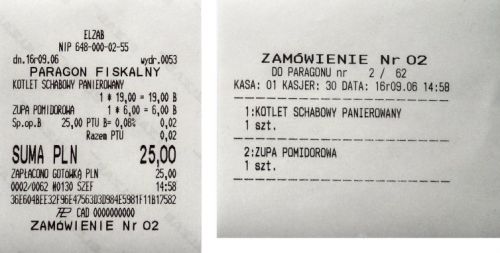 ELZAB
NIP 648-000-02-55
dn.16r09.06 wydr.0053
PARAGON FISKALNY
KOTLET SCHABOWY PANIEROWANY
1 * 19,00 = 19,00 B
ZUPA POMIDOROWA 1 * 6,00 = 6,00 B
Sp.op.B 25,00 PTU B= 0,08% 0,02
Razem PTU 0,02
SUMA PLN 25,00
ZAPŁACONO GOTÓWKĄ PLN 25,00
0002/0062 #0130 SZEF 14:58
36E604BEE32F96E47563D3D984E5981F11B17582
CAD 0000000000
ZAMÓWIENIE Nr 02
ZAMÓWIENIE Nr 02
DO PARAGONU nr 2 / 62
KASA: 01 KASJER: 30 DATA: 16r09.06 14:58
1:KOTLET SCHABOWY PANIEROWANY
1 szt.
2:ZUPA POMIDOROWA
1 szt.